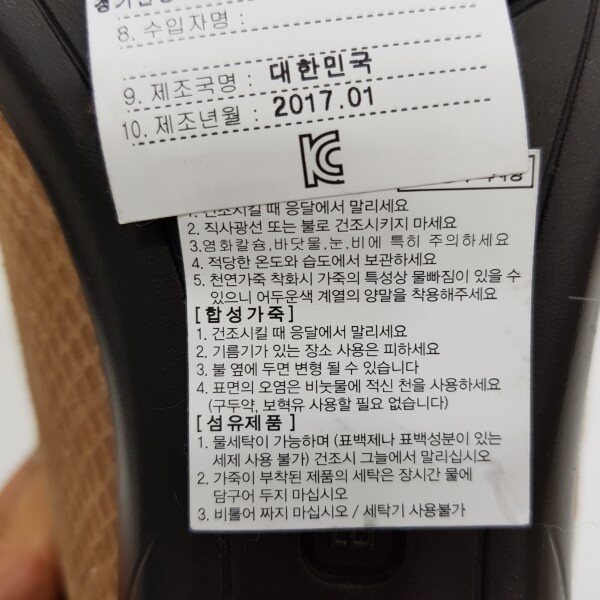 8. 수입자명 :
9. 제조국명 : 대한민국
10. 제조년월 : 2017.01
1. 건조시킬 때 응달에서 말리세요
2. 직사광선 또는 불로 건조시키지 마세요
3.염화칼슘,바닷물,눈,비에 특히 주의하세요
4. 적당한 온도와 습도에서 보관하세요
5. 천연가죽 착화시 가죽의 특성상 물빠짐이 있을 수
있으니 어두운색 계열의 양말을 착용해주세요
[합성가죽]
1. 건조시킬 때 응달에서 말리세요
2. 기름기가 있는 장소 사용은 피하세요
3. 불 옆에 두면 변형 될 수 있습니다
4. 표면의 오염은 비눗물에 적신 천을 사용하세요
(구두약, 보혁유 사용할 필요 없습니다)
[섬유제품]
1. 물세탁이 가능하며 (표백제나 표백성분이 있는
세제 사용 불가) 건조시 그늘에서 말리십시오
2. 가죽이 부착된 제품의 세탁은 장시간 물에
담구어 두지 마십시오
3. 비틀어 짜지 마십시오 / 세탁기 사용불가